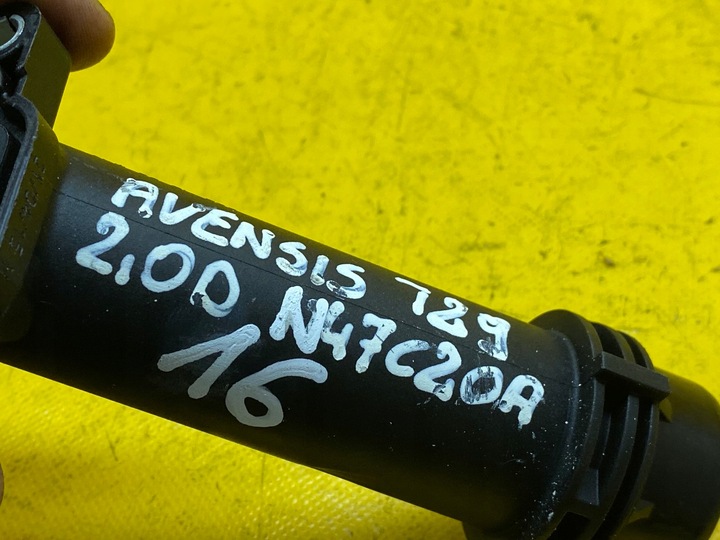 AVENSIS T29
2,0D N47C20A
16